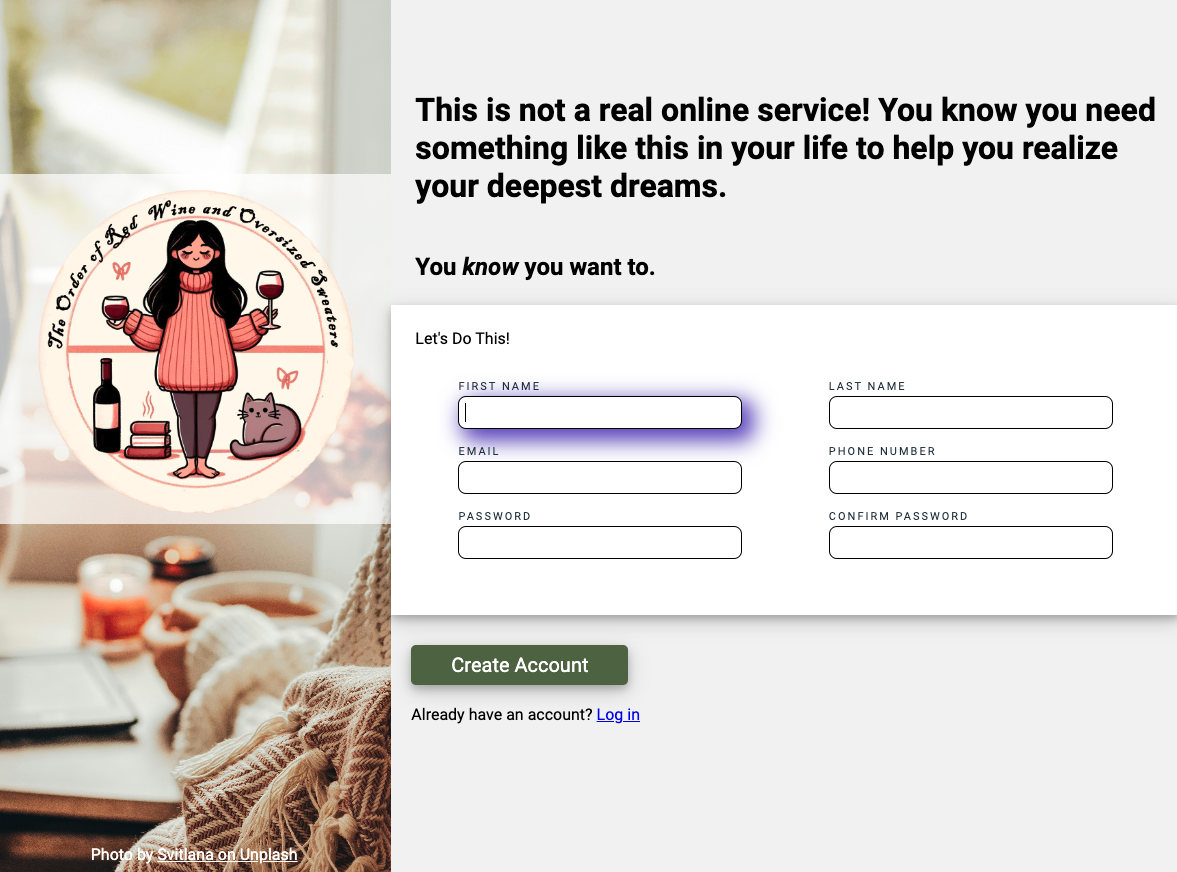 The Order of Red Wine and Oversized Sweaters
Photo by Svitlana on Unplash
This is not a real online service! You know you need
something like this in your life to help you realize
your deepest dreams.
You know you want to.
Let's Do This!
FIRST NAME
LAST NAME
EMAIL
PHONE NUMBER
PASSWORD
CONFIRM PASSWORD
Create Account
Already have an account? Log in